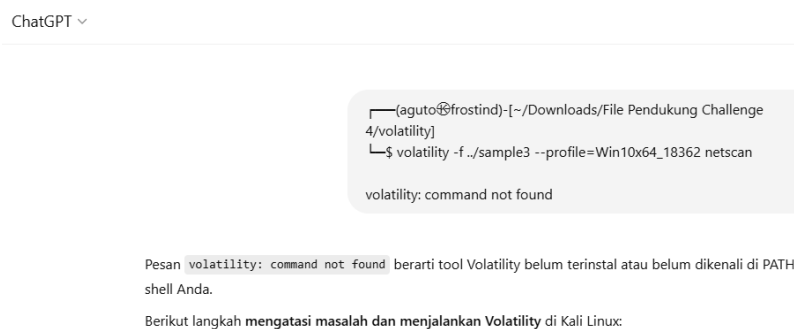 ChatGPT
┌──(aguto㉿frostind)-[~/Downloads/File Pendukung Challenge
4/volatility]
└─$ volatility -f ../sample3 --profile=Win10x64_18362 netscan
volatility: command not found
Pesan volatility: command not found berarti tool Volatility belum terinstal atau belum dikenali di PATH
shell Anda.
Berikut langkah mengatasi masalah dan menjalankan Volatility di Kali Linux: